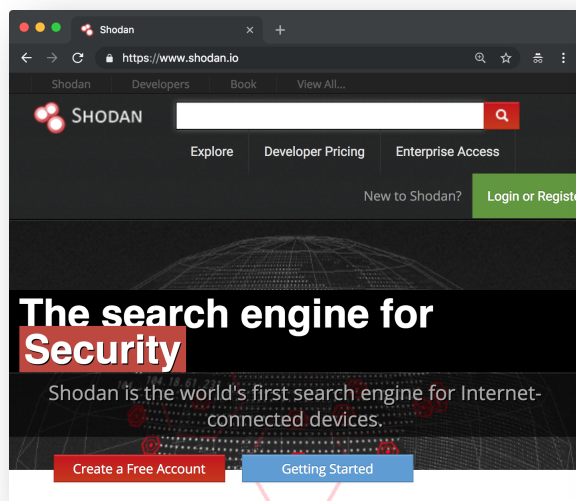 Shodan
https://www.shodan.io
Shodan Developers Book View All...
SHODAN
Explore Developer Pricing Enterprise Access
New to Shodan? Login or Registe
The search engine for
Security
Shodan is the world's first search engine for Internet-
connected devices.
Create a Free Account Getting Started